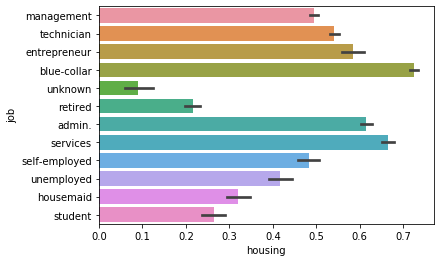 management
technician
entrepreneur
blue-collar
unknown
retired
admin.
services
self-employed
unemployed
housemaid
student
job
0.0 0.1 0.2 0.3 0.4 0.5 0.6 0.7
housing